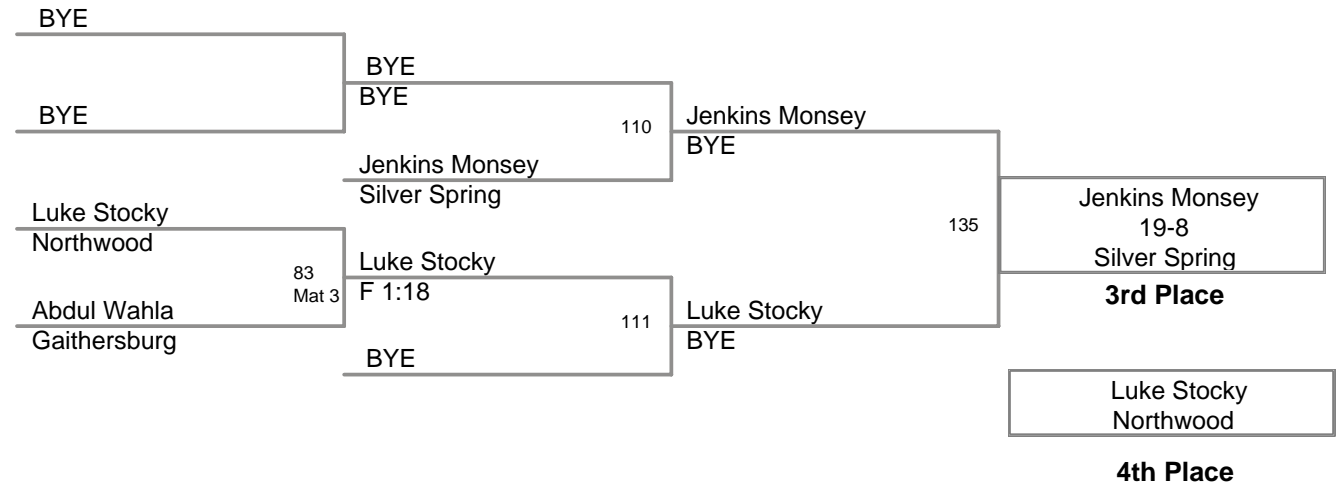 BYE
BYE
Luke Stocky
Northwood
83
Mat 3
Abdul Wahla
Gaithersburg
BYE
BYE
110
Jenkins Monsey
Silver Spring
Luke Stocky
F 1:18
111
BYE
Jenkins Monsey
BYE
135
Luke Stocky
BYE
Jenkins Monsey
19-8
Silver Spring
3rd Place
Luke Stocky
Northwood
4th Place